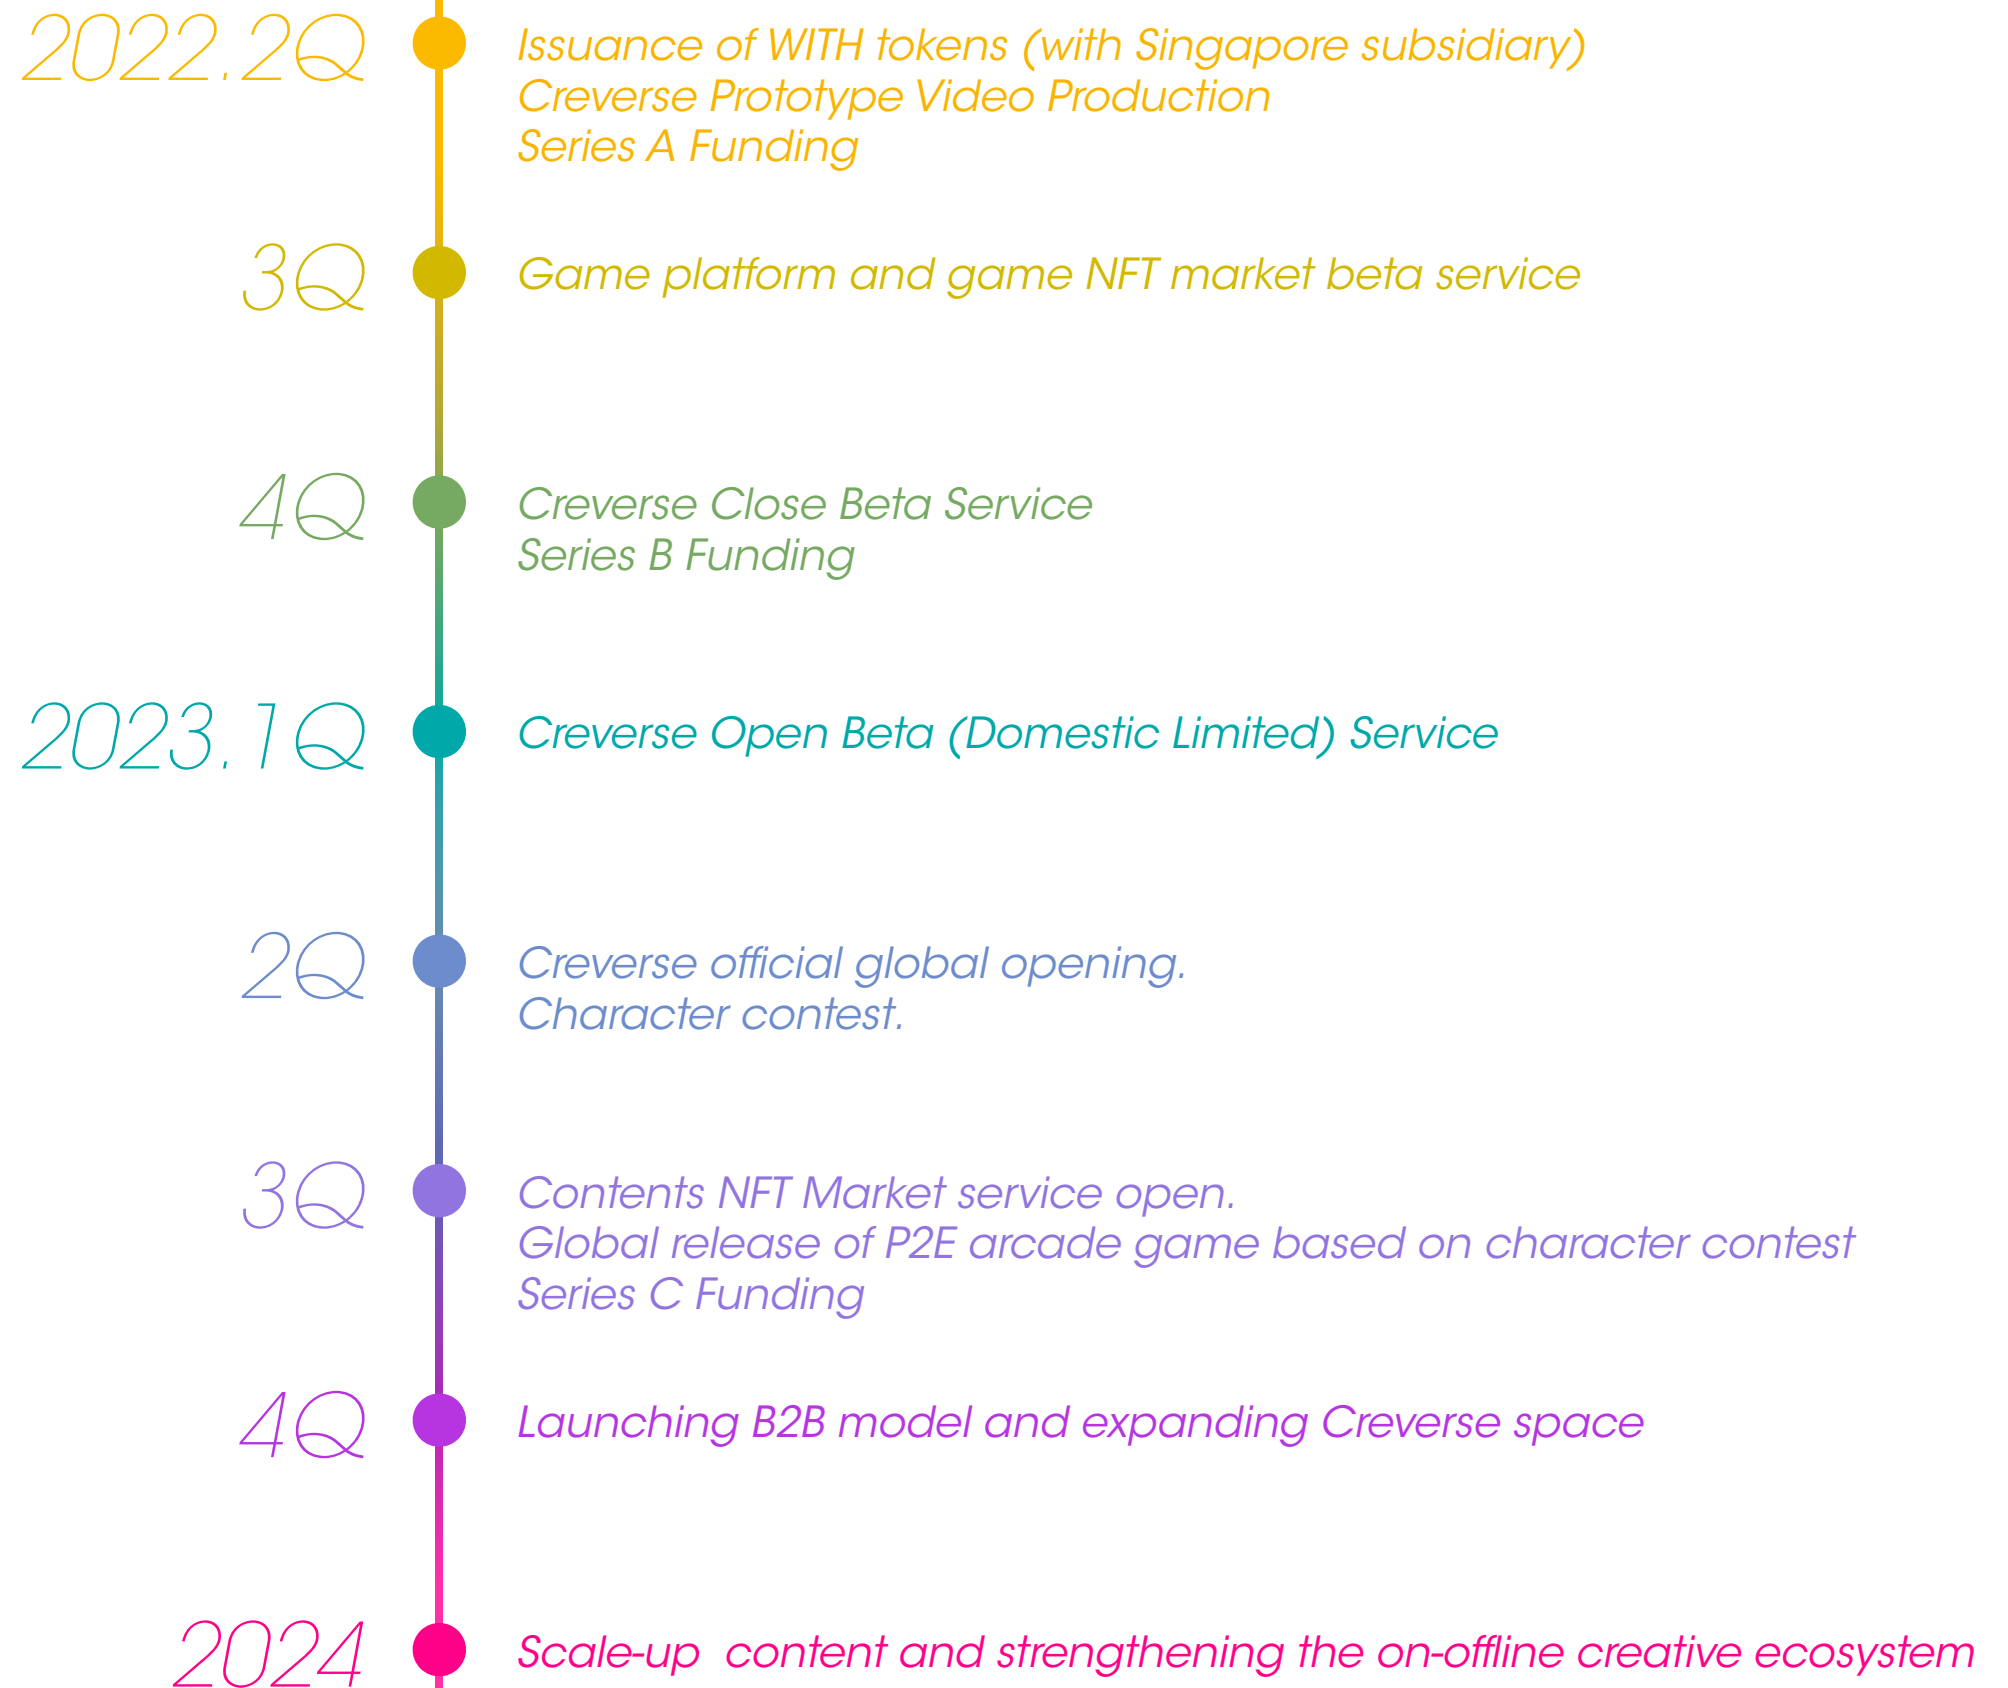 2022.2Q
Issuance of WITH tokens (with Singapore subsidiary)
Creverse Prototype Video Production
Series A Funding
3Q
Game platform and game NFT market beta service
4Q
Creverse Close Beta Service
Series B Funding
2023.1Q
Creverse Open Beta (Domestic Limited) Service
2Q
Creverse official global opening.
Character contest.
3Q
Contents NFT Market service open.
Global release of P2E arcade game based on character contest
Series C Funding
4Q
Launching B2B model and expanding Creverse space
2024
Scale-up  content and strengthening the on-offline creative ecosystem